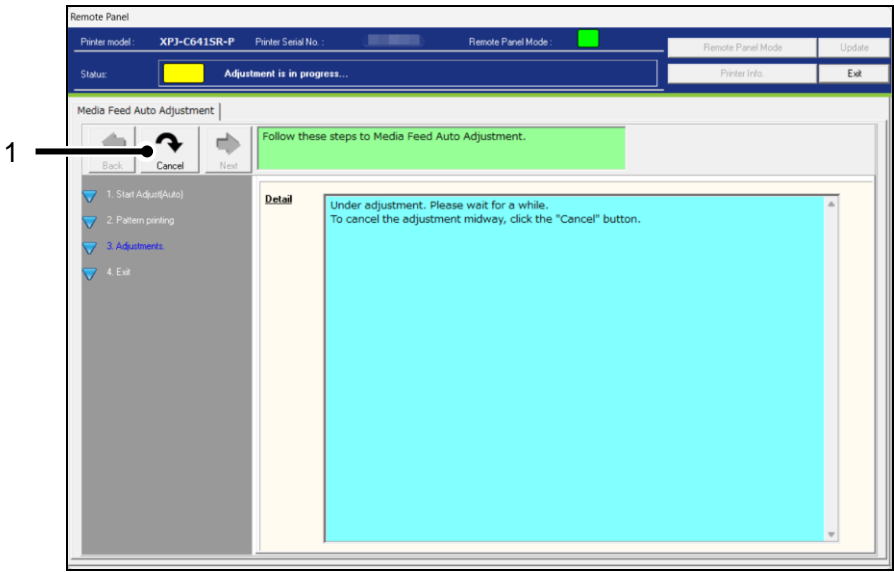 Remote Panel
Printer model : XPJ-C641SR-P Printer Serial No. : Remote Panel Mode :
Remote Panel Mode Update
Status: Adjustment is in progress...
Printer Info. Exit
Media Feed Auto Adjustment
1
Back Cancel Next
Follow these steps to Media Feed Auto Adjustment.
1. Start Adjust(Auto)
2. Pattern printing
3. Adjustments.
4. Exit
Detail
Under adjustment. Please wait for a while.
To cancel the adjustment midway, click the "Cancel" button.